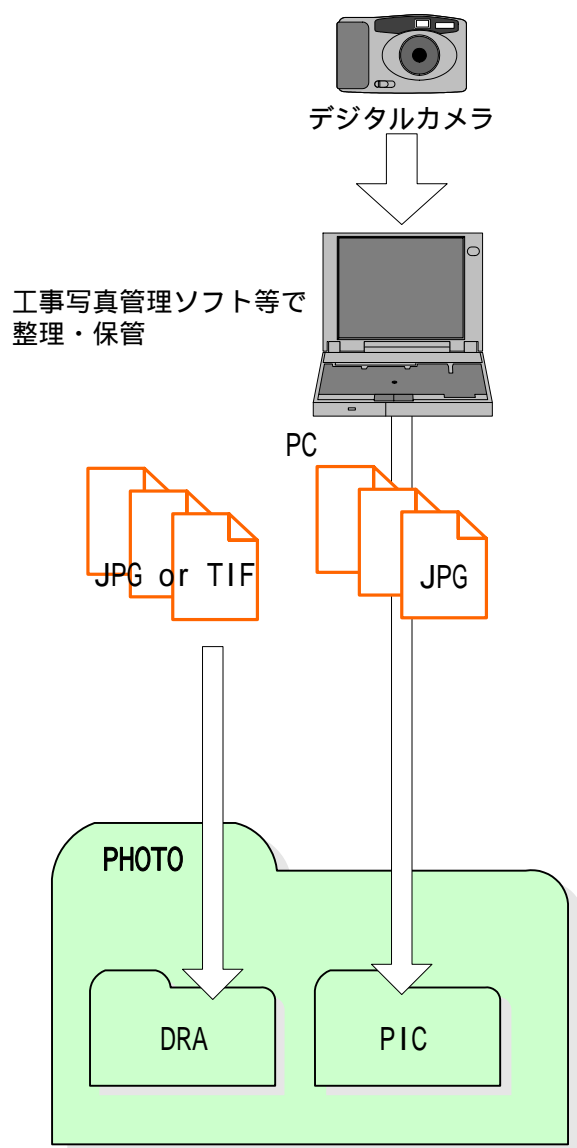 デジタルカメラ
工事写真管理ソフト等で
整理・保管
PC
JPG or TIF
JPG
PHOTO
DRA
PIC